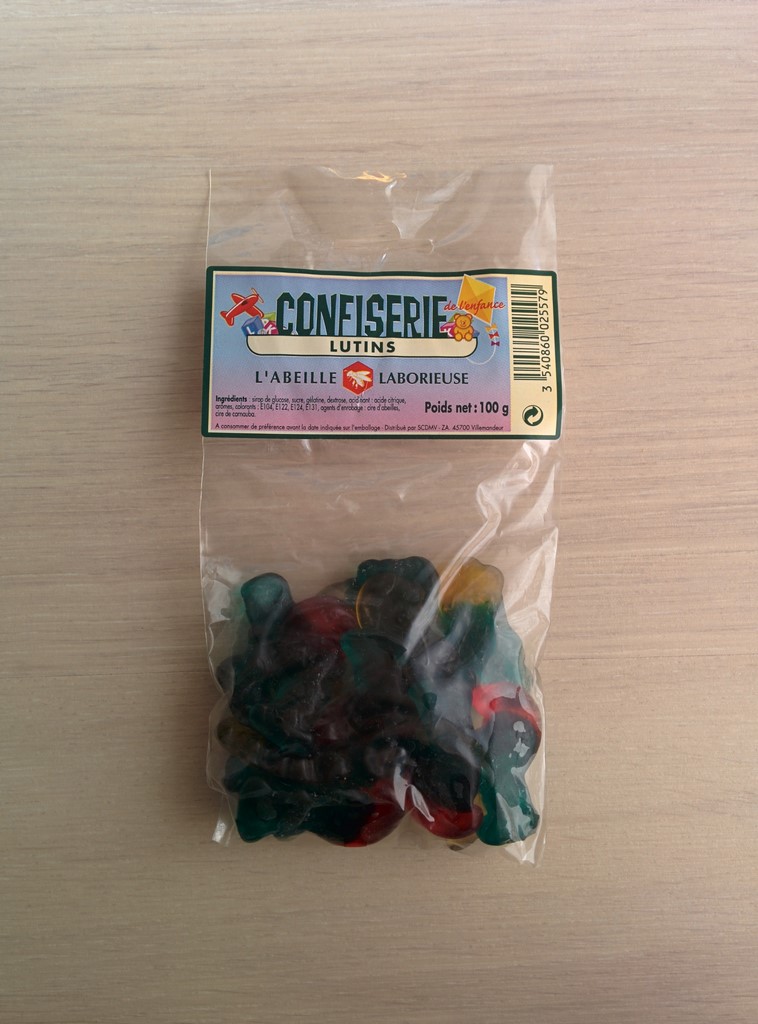 CONFISERIE
de l'enfance
LUTINS
L'ABEILLE LABORIEUSE
Ingrédients : sirop de glucose, sucre, gélatine, dextrose, acidifiant : acide citrique,
arômes, colorants : E104, E122, E124, E131, agents d'enrobage : cire d'abeilles,
cire de carnauba.
Poids net : 100 g
A consommer de préférence avant la date indiquée sur l'emballage - Distribué par SCDMV - ZA 45700 Villemandeur
3 540860 025579